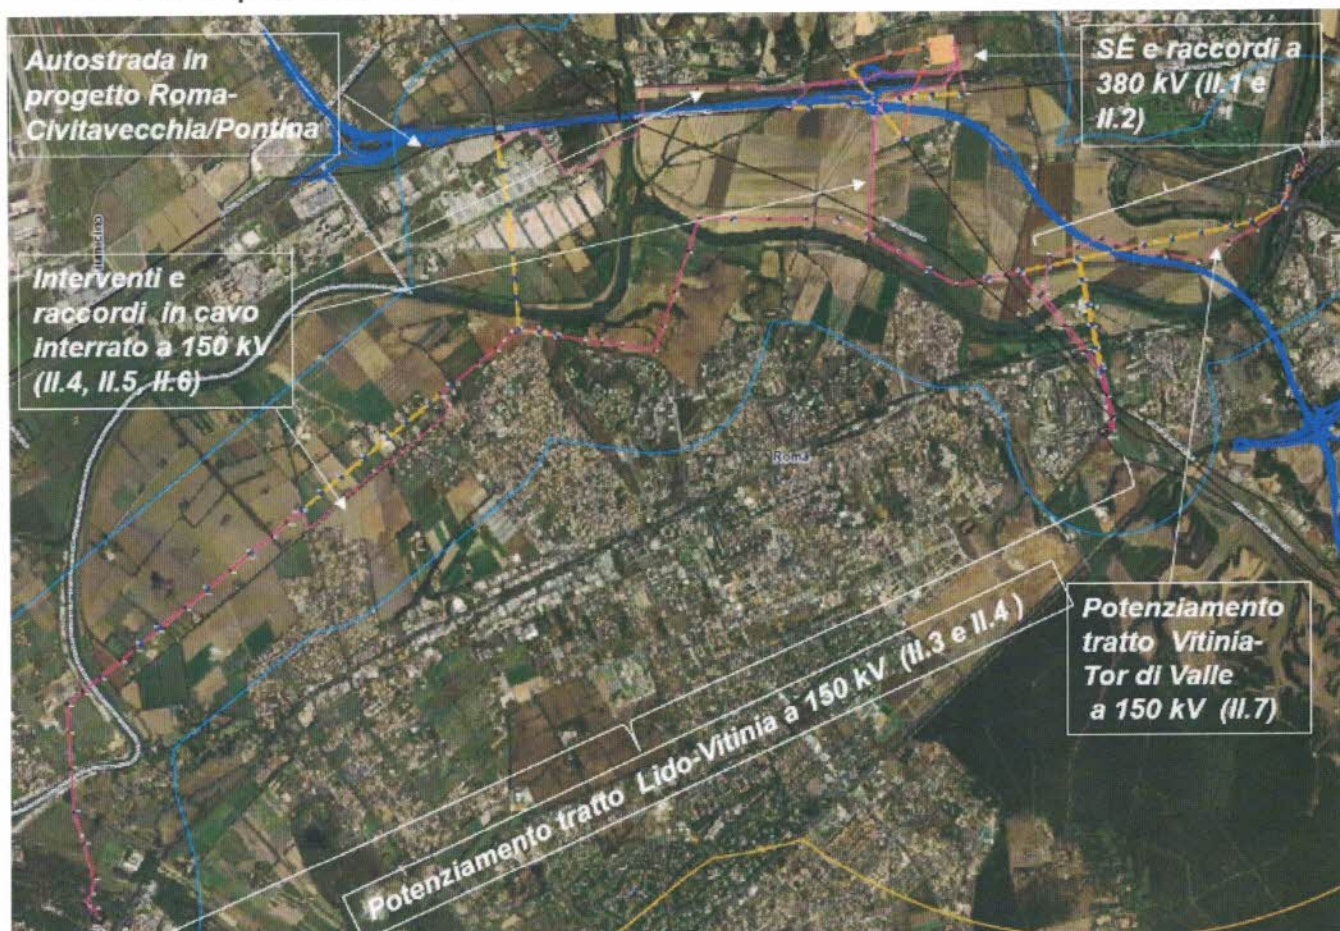 Autostrada in
progetto Roma-
Civitavecchia/Pontina
SE e raccordi a
380 kV (II.1 e
II.2)
Interventi e
raccordi in cavo
interrato a 150 kV
(II.4, II.5, II.6)
Roma
Potenziamento
tratto Vitinia-
Tor di Valle
a 150 kV (II.7)
Potenziamento tratto Lido-Vitinia a 150 kV (II.3 e II.4 )